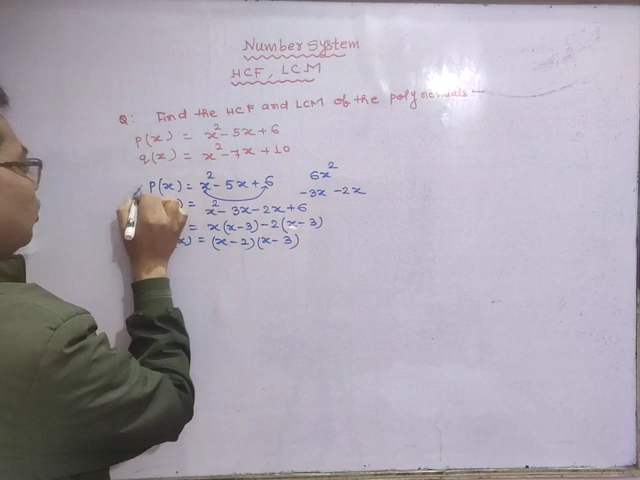 Number System
HCF, LCM
Q: Find the HCF and LCM of the polynomials -
P(x) = x² - 5x + 6
q(x) = x² - 7x + 10
P(x) = x² - 5x + 6 6x²
= x² - 3x - 2x + 6 -3x -2x
= x(x-3) - 2(x-3)
x) = (x-2)(x-3)